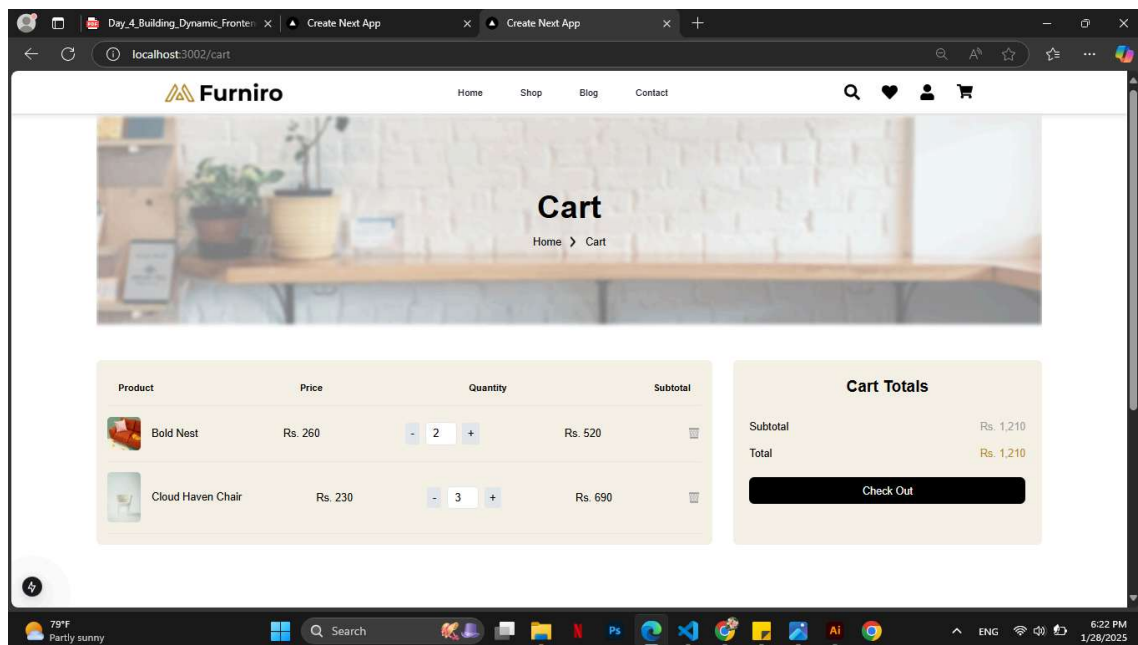 Day_4_Building_Dynamic_Fronten
Create Next App
Create Next App
localhost:3002/cart
Furniro
Home Shop Blog Contact
Cart
Home > Cart
Product Price Quantity Subtotal
Bold Nest Rs. 260 - 2 + Rs. 520
Cloud Haven Chair Rs. 230 - 3 + Rs. 690
Cart Totals
Subtotal Rs. 1,210
Total Rs. 1,210
Check Out
79°F
Partly sunny
Search
Ps
Ai
ENG
6:22 PM
1/28/2025